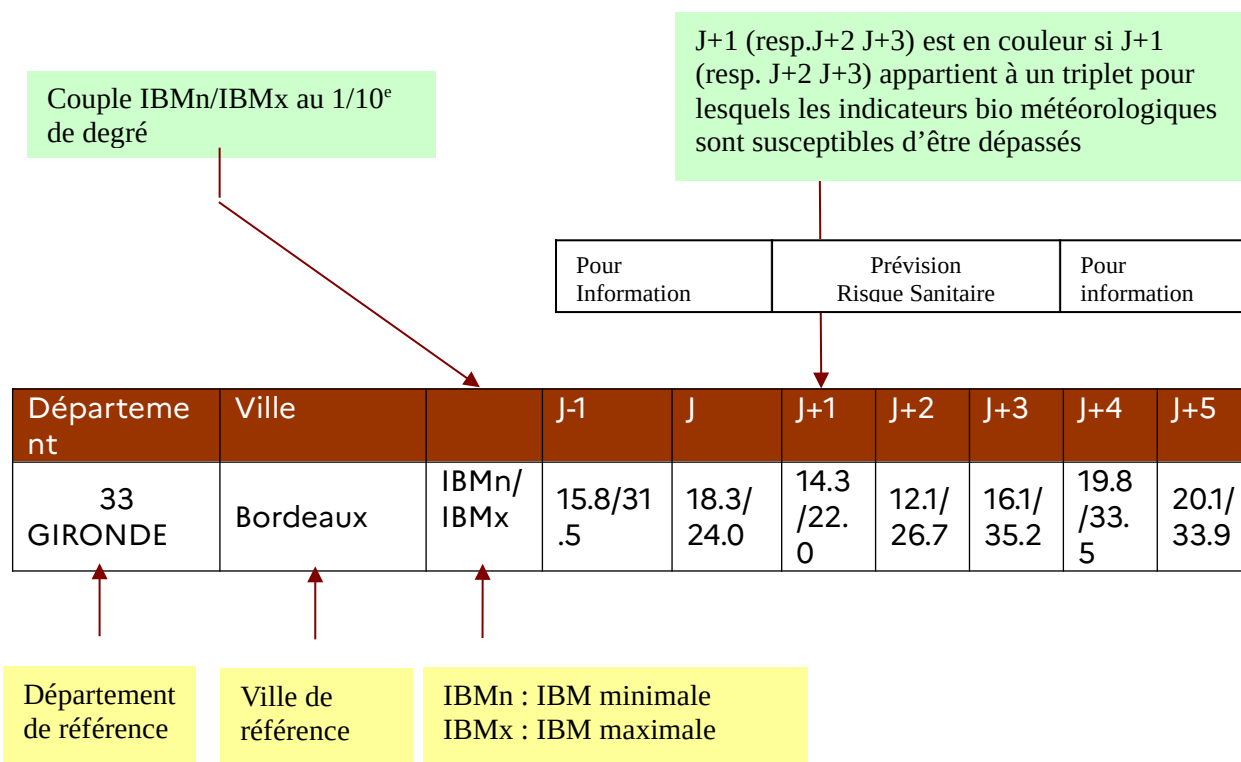 J+1 (resp.J+2 J+3) est en couleur si J+1
(resp. J+2 J+3) appartient à un triplet pour
lesquels les indicateurs bio météorologiques
sont susceptibles d’être dépassés
Couple IBMn/IBMx au 1/10e
de degré
Pour
Information
Prévision
Risque Sanitaire
Pour
information
Départeme
nt
Ville
J-1
J
J+1
J+2
J+3
J+4
J+5
33
GIRONDE
Bordeaux
IBMn/
IBMx
15.8/31
.5
18.3/
24.0
14.3
/22.
0
12.1/
26.7
16.1/
35.2
19.8
/33.
5
20.1/
33.9
Département
de référence
Ville de
référence
IBMn : IBM minimale
IBMx : IBM maximale